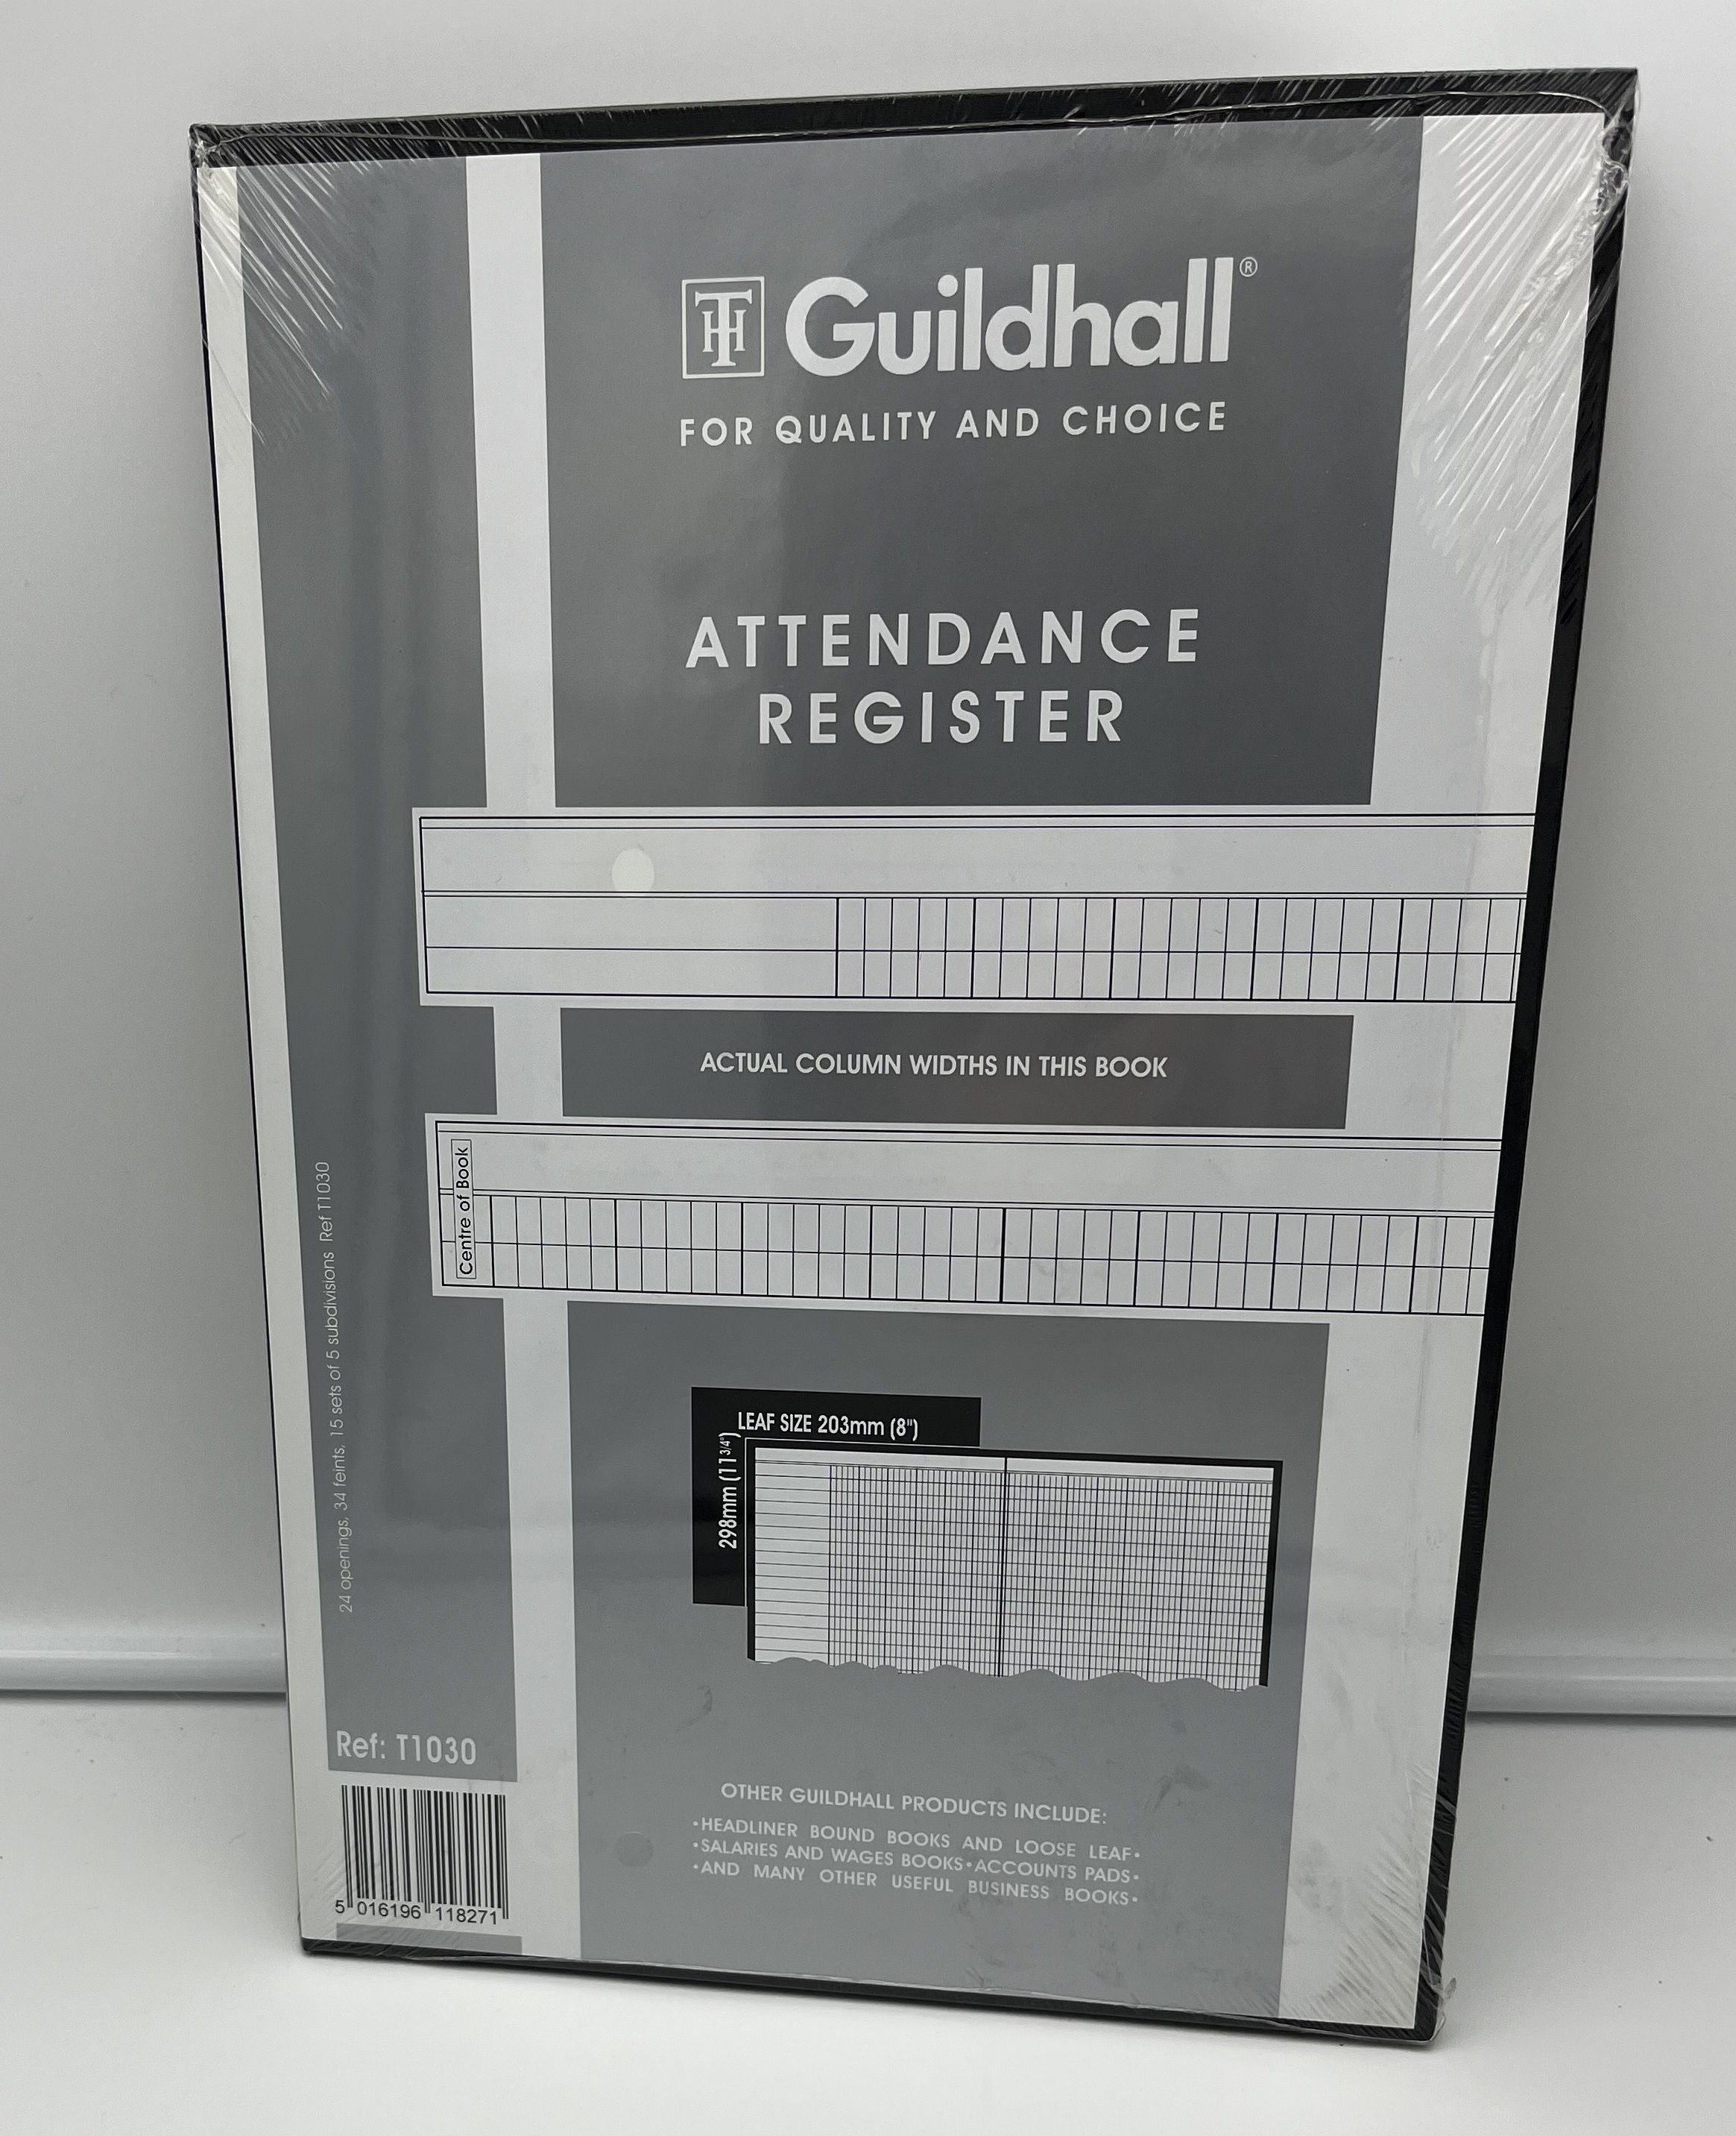 TH Guildhall®
FOR QUALITY AND CHOICE
ATTENDANCE
REGISTER
ACTUAL COLUMN WIDTHS IN THIS BOOK
Centre of Book
24 openings, 34 feints, 15 sets of 5 subdivisions Ref T1030
LEAF SIZE 203mm (8")
298mm (11 3/4")
Ref: T1030
5 016196 118271
OTHER GUILDHALL PRODUCTS INCLUDE:
•HEADLINER BOUND BOOKS AND LOOSE LEAF•
•SALARIES AND WAGES BOOKS•ACCOUNTS PADS•
•AND MANY OTHER USEFUL BUSINESS BOOKS•